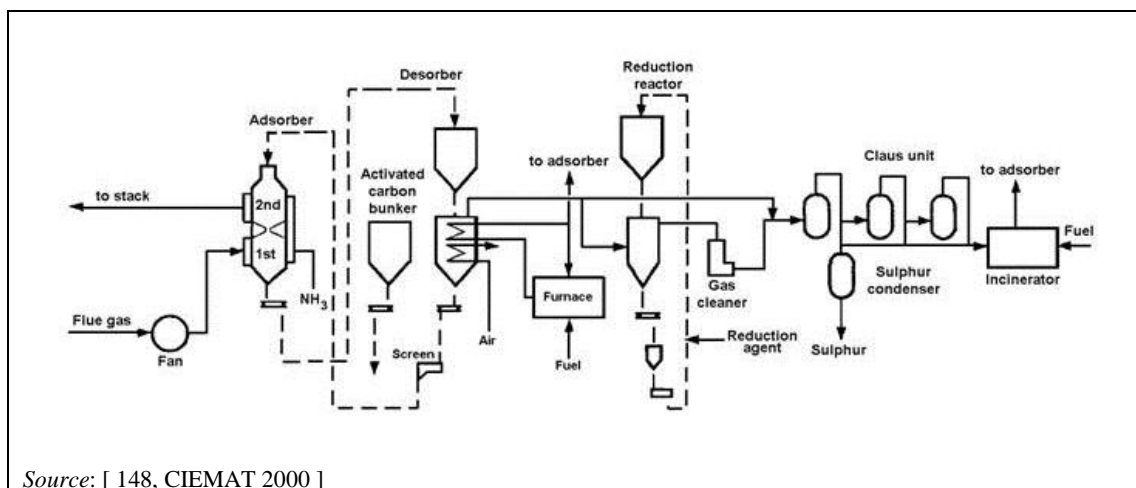 Desorber
Reduction
reactor
Adsorber
Activated
carbon
bunker
to adsorber
Claus unit
to adsorber
to stack
2nd
1st
NH3
Flue gas
Fan
Screen
Air
Furnace
Fuel
Gas
cleaner
Reduction
agent
Sulphur
condenser
Sulphur
Fuel
Incinerator
Source: [ 148, CIEMAT 2000 ]